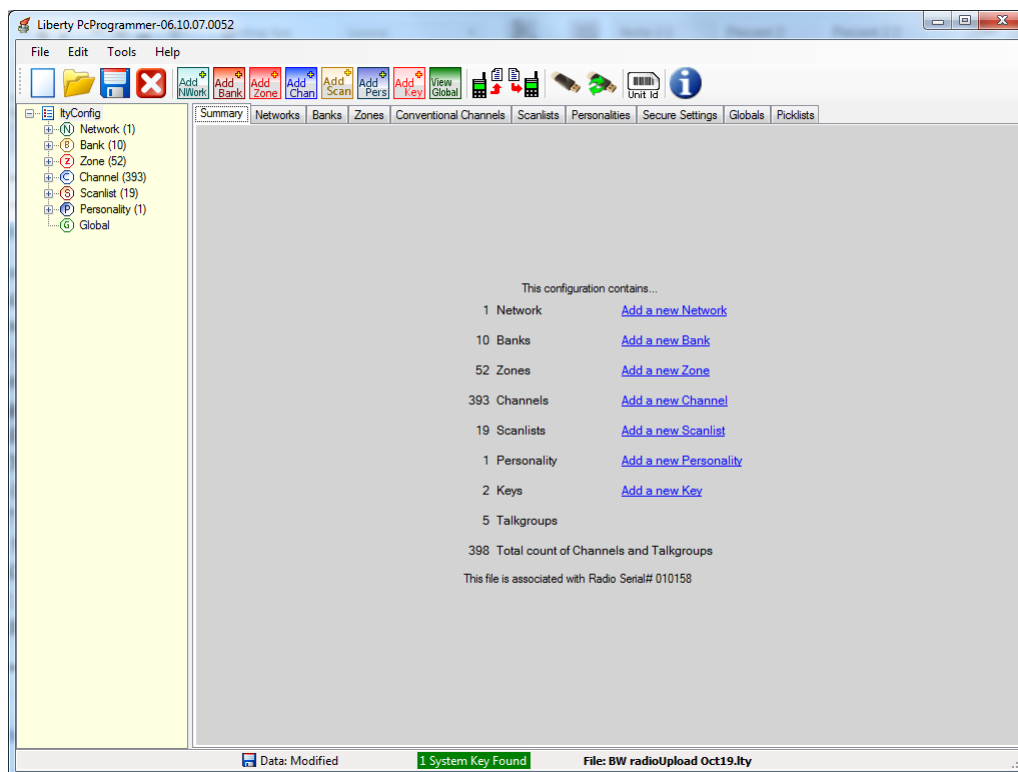 Liberty PcProgrammer-06.10.07.0052
File Edit Tools Help
Add NWork Add Bank Add Zone Add Chan Add Scan Add Pers Add Key View Global Unit Id
ltyConfig
Network (1)
Bank (10)
Zone (52)
Channel (393)
Scanlist (19)
Personality (1)
Global
Summary Networks Banks Zones Conventional Channels Scanlists Personalities Secure Settings Globals Picklists
This configuration contains...
1 Network Add a new Network
10 Banks Add a new Bank
52 Zones Add a new Zone
393 Channels Add a new Channel
19 Scanlists Add a new Scanlist
1 Personality Add a new Personality
2 Keys Add a new Key
5 Talkgroups
398 Total count of Channels and Talkgroups
This file is associated with Radio Serial# 010158
Data: Modified 1 System Key Found File: BW radioUpload Oct19.lty